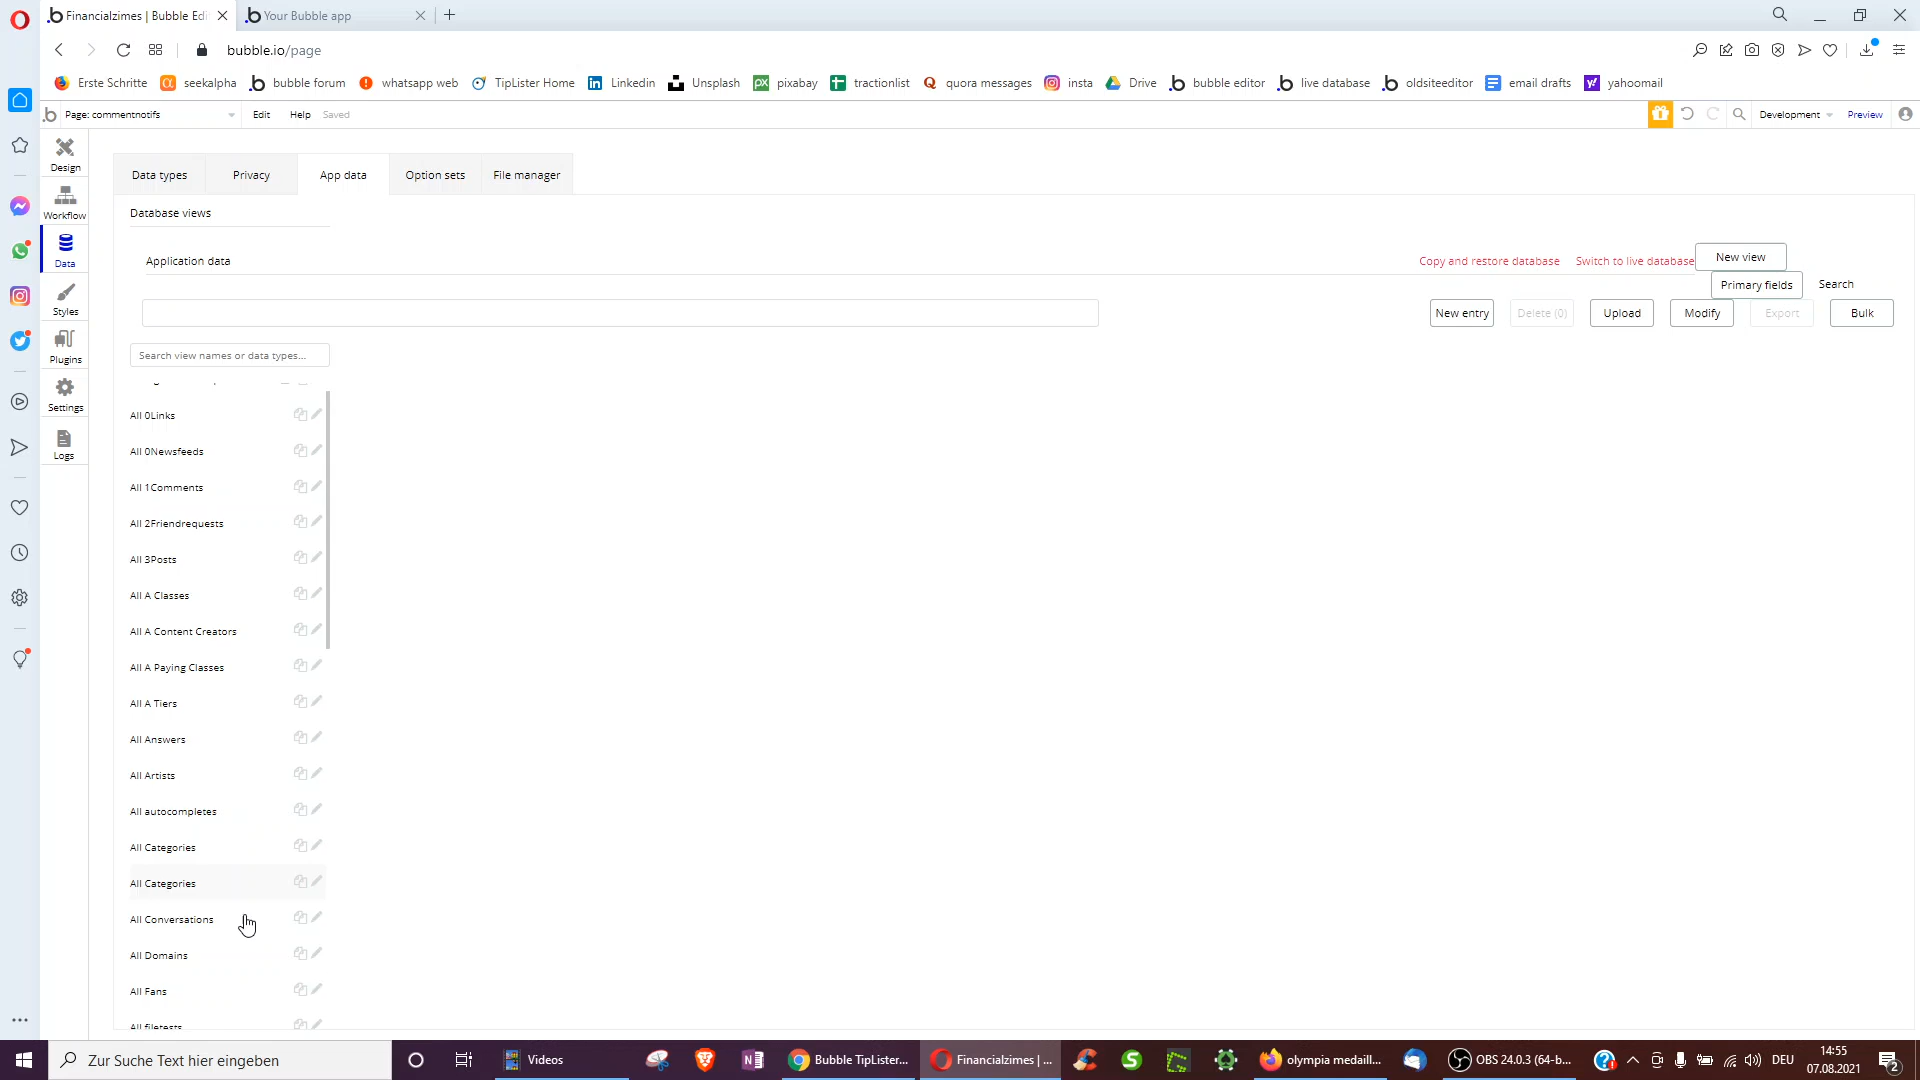 Financialzimes | Bubble Edi
Your Bubble app
bubble.io/page
Erste Schritte
seekalpha
bubble forum
whatsapp web
TipLister Home
Linkedin
Unsplash
pixabay
tractionlist
quora messages
insta
Drive
bubble editor
live database
oldsiteeditor
email drafts
yahoomail
Page: commentnotifs
Edit
Help
Saved
Development
Preview
Design
Workflow
Data
Styles
Plugins
Settings
Logs
Data types
Privacy
App data
Option sets
File manager
Database views
Application data
Copy and restore database
Switch to live database
New view
Primary fields
Search
New entry
Delete (0)
Upload
Modify
Export
Bulk
Search view names or data types...
All 0Links
All 0Newsfeeds
All 1Comments
All 2Friendrequests
All 3Posts
All A Classes
All A Content Creators
All A Paying Classes
All A Tiers
All Answers
All Artists
All autocompletes
All Categories
All Categories
All Conversations
All Domains
All Fans
All filetests
Zur Suche Text hier eingeben
Videos
Bubble TipLister...
Financialzimes | ...
olympia medaill...
OBS 24.0.3 (64-b...
DEU
14:55
07.08.2021
2